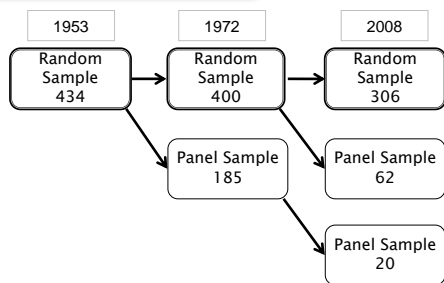 1953
1972
2008
Random
Sample
434
Random
Sample
400
Random
Sample
306
Panel Sample
185
Panel Sample
62
Panel Sample
20